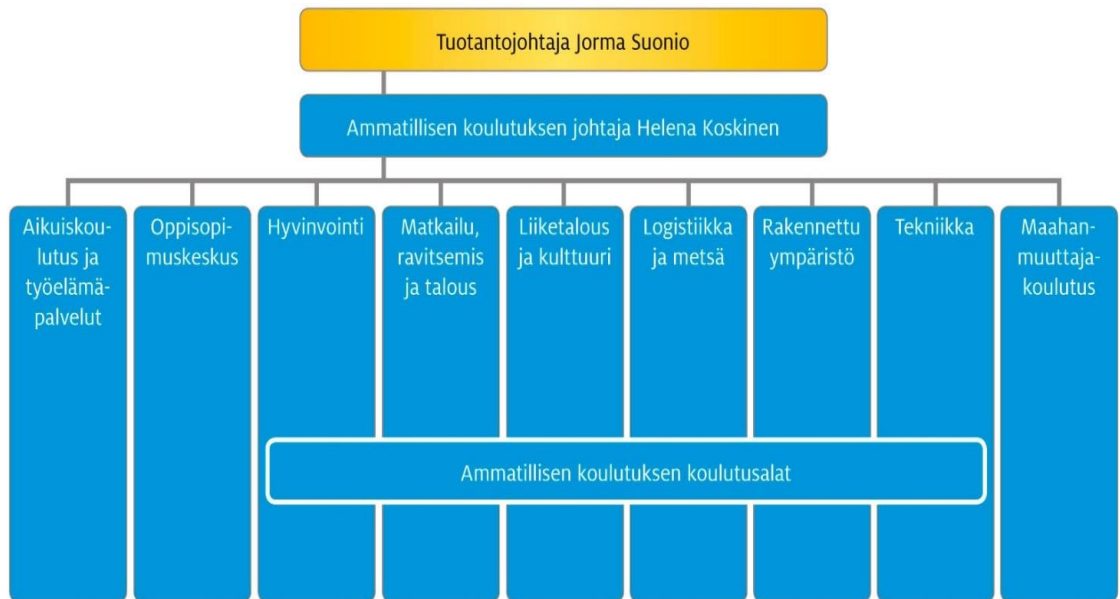 Tuotantojohtaja Jorma Suonio
Ammatillisen koulutuksen johtaja Helena Koskinen
Aikuiskou-
lutus ja
työelämä-
palvelut
Oppisopi-
muskeskus
Hyvinvointi
Matkailu,
ravitsemis
ja talous
Liiketalous
ja kulttuuri
Logistiikka
ja metsä
Rakennettu
ympäristö
Tekniikka
Maahan-
muuttaja-
koulutus
Ammatillisen koulutuksen koulutusalat